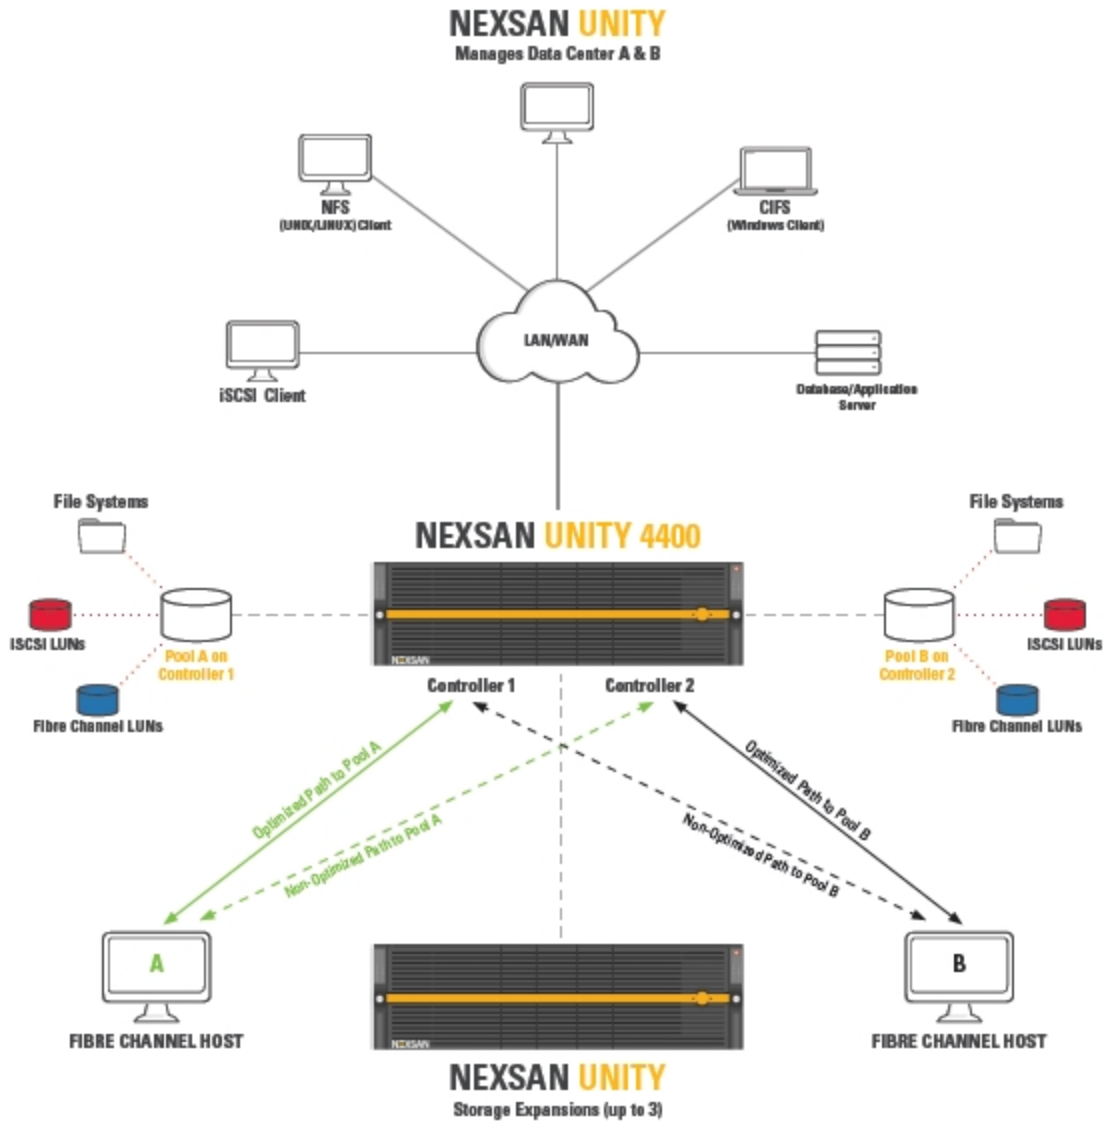 NEXSAN UNITY
Manages Data Center A & B
NFS
(UNIX/LINUX) Client
CIFS
(Windows Client)
LAN/WAN
iSCSI Client
Database/Application
Server
File Systems
File Systems
NEXSAN UNITY 4400
ISCSI LUNs
Pool A on
Controller 1
Fibre Channel LUNs
NEXSAN
Pool B on
Controller 2
ISCSI LUNs
Fibre Channel LUNs
Controller 1
Controller 2
Optimized Path to Pool A
Non-Optimized Path to Pool A
Optimized Path to Pool B
Non-Optimized Path to Pool B
A
B
FIBRE CHANNEL HOST
FIBRE CHANNEL HOST
NEXSAN
NEXSAN UNITY
Storage Expansions (up to 3)